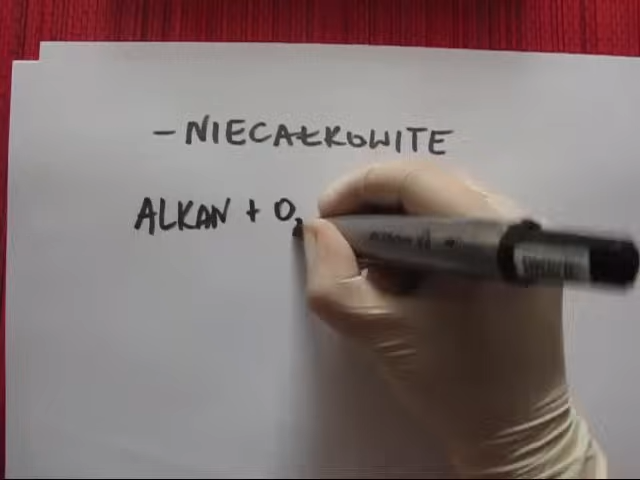 - NIECAŁKOWITE
ALKAN + O₂